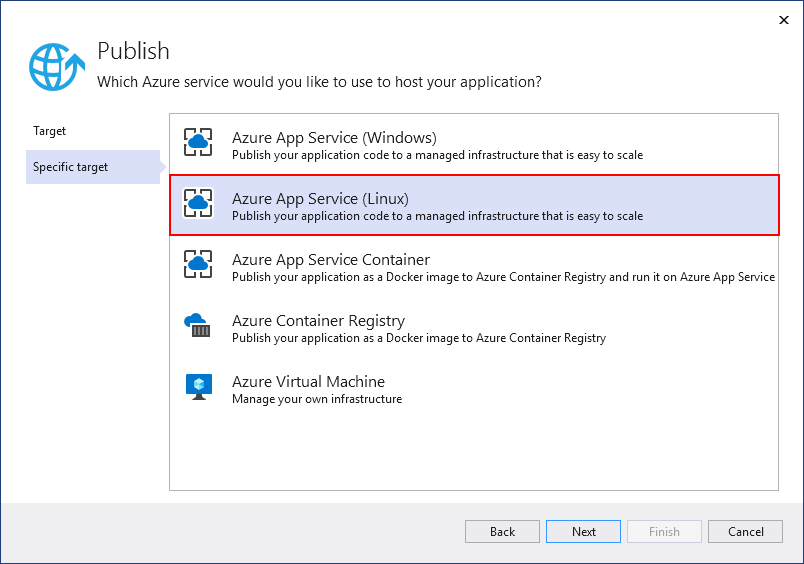 Publish
Which Azure service would you like to use to host your application?
Target
Specific target
Azure App Service (Windows)
Publish your application code to a managed infrastructure that is easy to scale
Azure App Service (Linux)
Publish your application code to a managed infrastructure that is easy to scale
Azure App Service Container
Publish your application as a Docker image to Azure Container Registry and run it on Azure App Service
Azure Container Registry
Publish your application as a Docker image to Azure Container Registry
Azure Virtual Machine
Manage your own infrastructure
Back
Next
Finish
Cancel